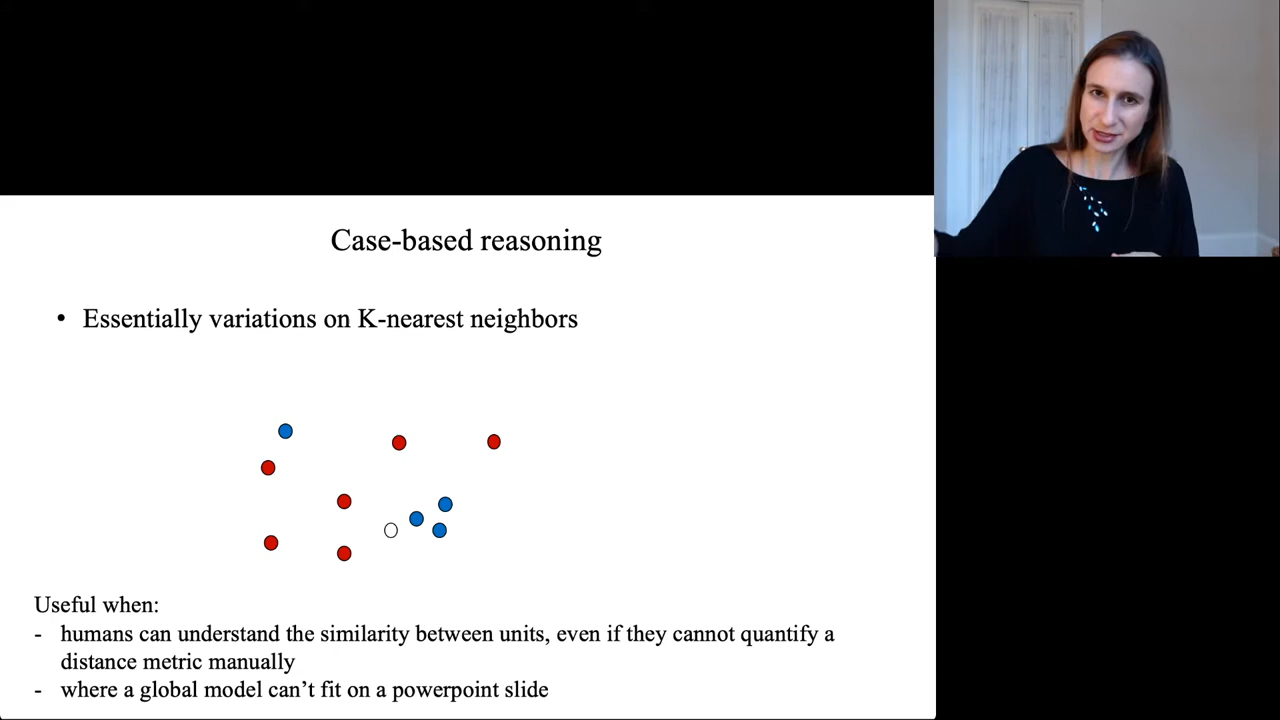 Case-based reasoning
• Essentially variations on K-nearest neighbors
Useful when:
- humans can understand the similarity between units, even if they cannot quantify a
distance metric manually
- where a global model can’t fit on a powerpoint slide